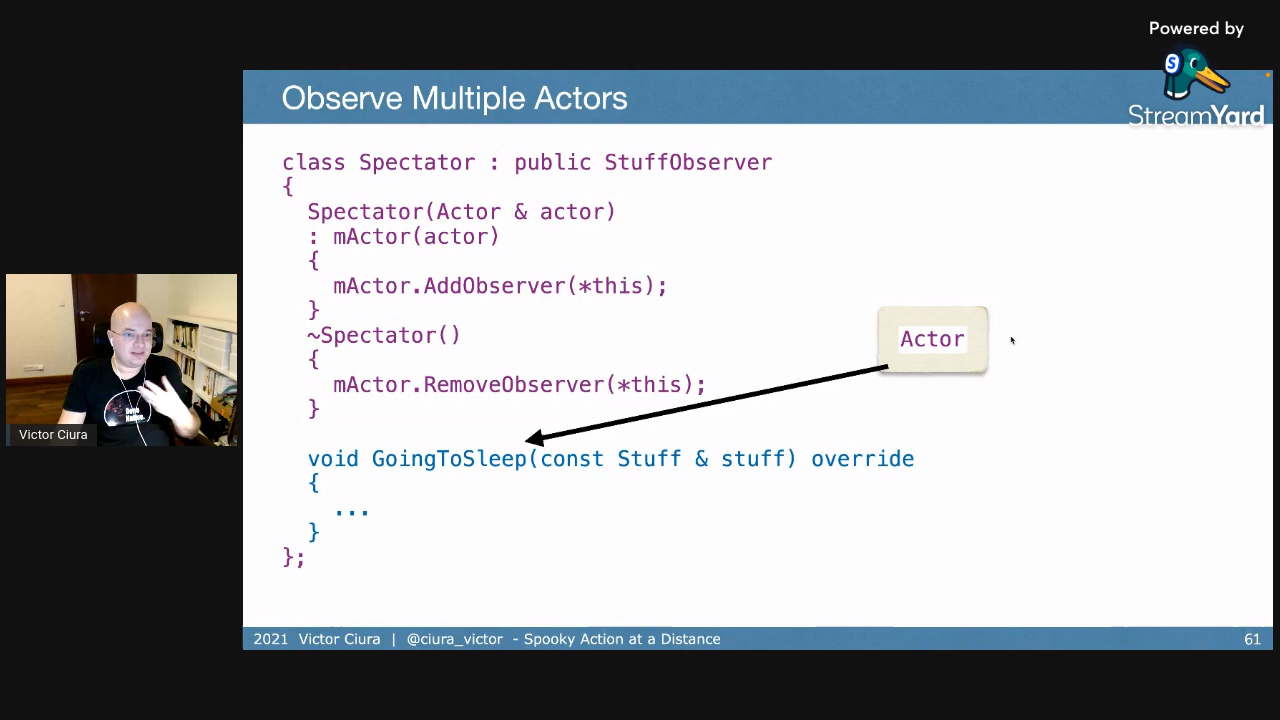 Powered by
StreamYard
Observe Multiple Actors
class Spectator : public StuffObserver
{
Spectator(Actor & actor)
: mActor(actor)
{
mActor.AddObserver(*this);
}
~Spectator()
{
mActor.RemoveObserver(*this);
}
Actor
void GoingToSleep(const Stuff & stuff) override
{
...
}
};
Victor Ciura
2021 Victor Ciura | @ciura_victor - Spooky Action at a Distance
61